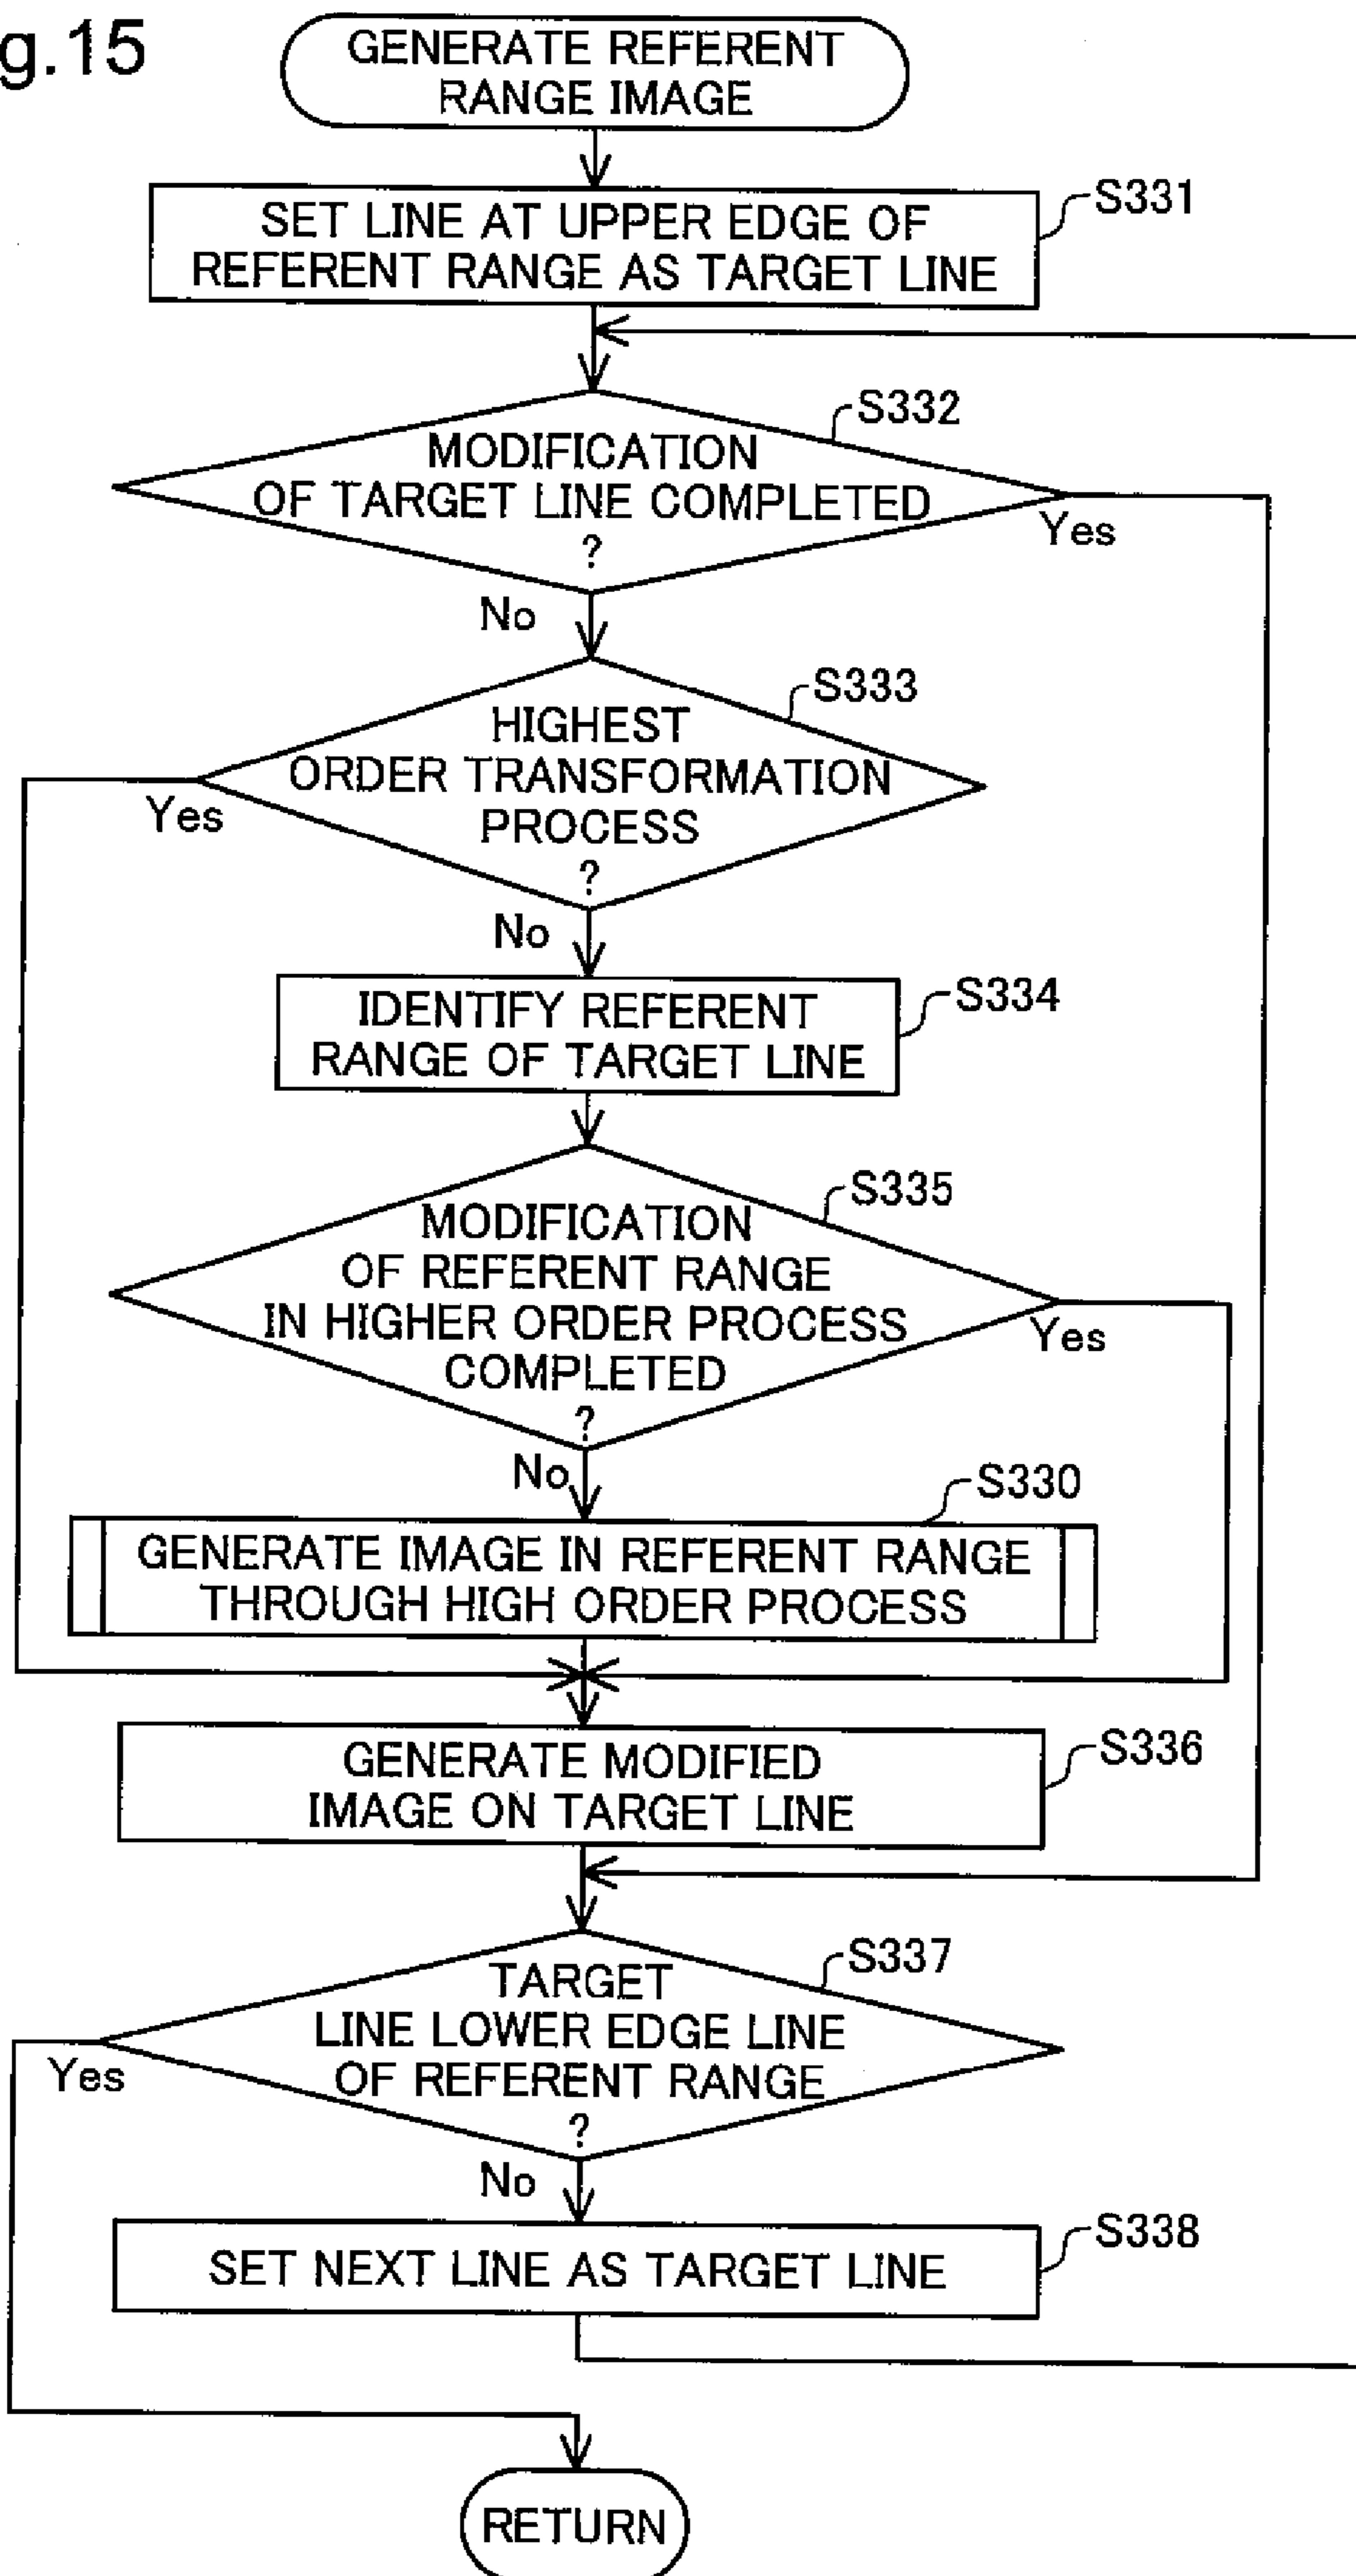 g.15
GENERATE REFERENT
RANGE IMAGE
S331
SET LINE AT UPPER EDGE OF
REFERENT RANGE AS TARGET LINE
S332
MODIFICATION
OF TARGET LINE COMPLETED
?
Yes
No
S333
HIGHEST
ORDER TRANSFORMATION
PROCESS
?
Yes
No
S334
IDENTIFY REFERENT
RANGE OF TARGET LINE
S335
MODIFICATION
OF REFERENT RANGE
IN HIGHER ORDER PROCESS
COMPLETED
?
Yes
No
S330
GENERATE IMAGE IN REFERENT RANGE
THROUGH HIGH ORDER PROCESS
S336
GENERATE MODIFIED
IMAGE ON TARGET LINE
S337
TARGET
LINE LOWER EDGE LINE
OF REFERENT RANGE
?
Yes
No
S338
SET NEXT LINE AS TARGET LINE
RETURN